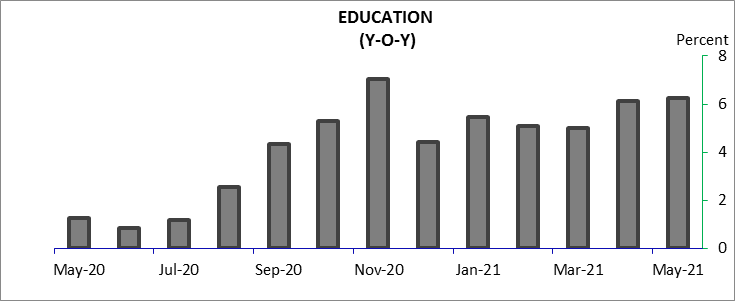 EDUCATION
(Y-O-Y)
Percent
8
6
4
2
0
May-20 Jul-20 Sep-20 Nov-20 Jan-21 Mar-21 May-21